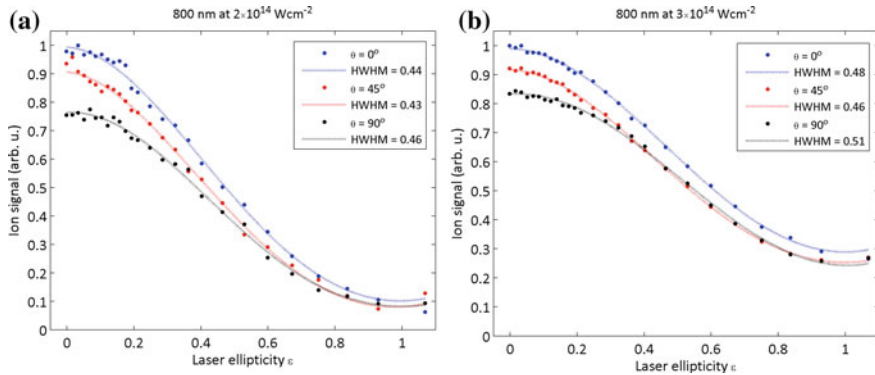 (a)
800 nm at 2×10¹⁴ Wcm⁻²
θ = 0°
HWHM = 0.44
θ = 45°
HWHM = 0.43
θ = 90°
HWHM = 0.46
Ion signal (arb. u.)
1
0.9
0.8
0.7
0.6
0.5
0.4
0.3
0.2
0.1
0
0 0.2 0.4 0.6 0.8 1
Laser ellipticity ε
(b)
800 nm at 3×10¹⁴ Wcm⁻²
θ = 0°
HWHM = 0.48
θ = 45°
HWHM = 0.46
θ = 90°
HWHM = 0.51
Ion signal (arb. u.)
1
0.9
0.8
0.7
0.6
0.5
0.4
0.3
0.2
0.1
0
0 0.2 0.4 0.6 0.8 1
Laser ellipticity ε